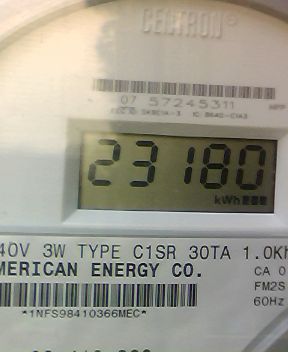 CENTRON®
07 57245311
23180
kWh
40V 3W TYPE C1SR 30TA 1.0Kh
MERICAN ENERGY CO.
CA 0
FM2S
60Hz
*1NFS98410366MEC*